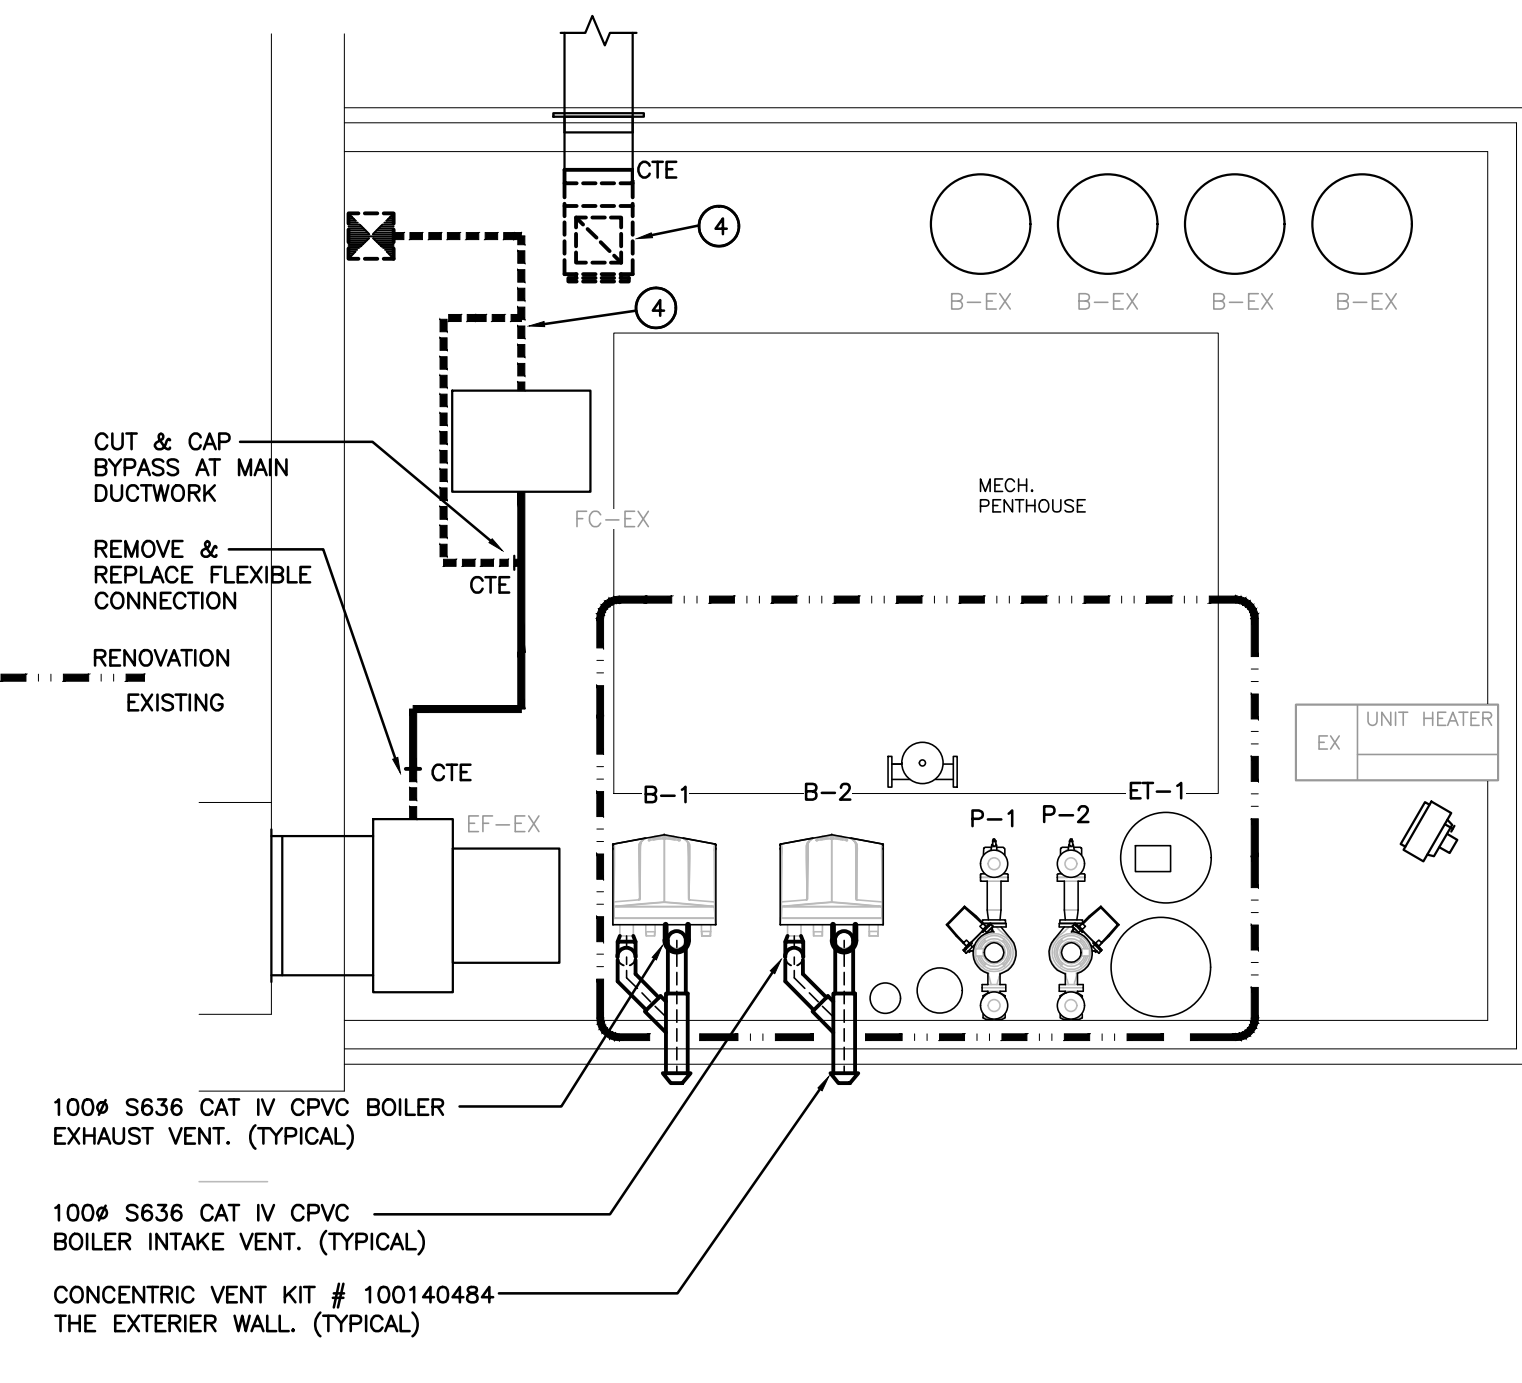 CTE
4
B-EX B-EX B-EX B-EX
4
CUT & CAP
BYPASS AT MAIN
DUCTWORK
MECH.
PENTHOUSE
FC-EX
REMOVE &
REPLACE FLEXIBLE
CONNECTION
CTE
RENOVATION
EXISTING
UNIT HEATER
EX
CTE
B-1
B-2
ET-1
P-1
P-2
EF-EX
100ø S636 CAT IV CPVC BOILER
EXHAUST VENT. (TYPICAL)
100ø S636 CAT IV CPVC
BOILER INTAKE VENT. (TYPICAL)
CONCENTRIC VENT KIT # 100140484
THE EXTERIER WALL. (TYPICAL)